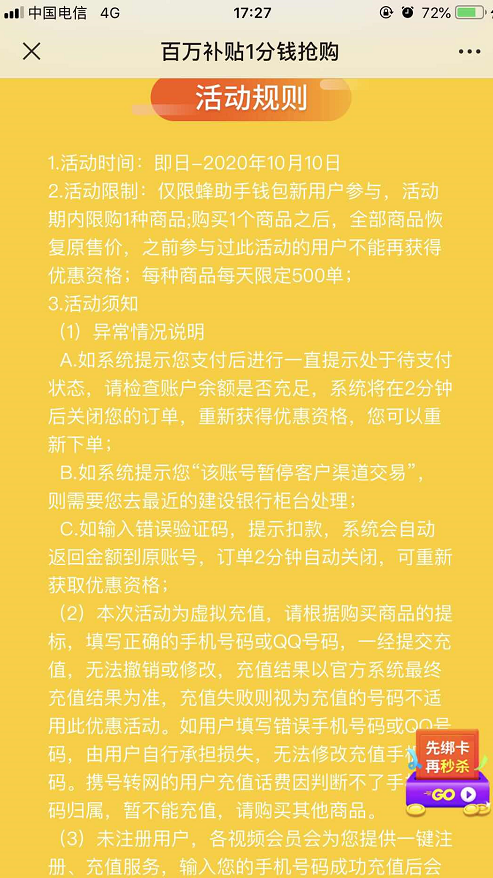 中国电信 4G 17:27 72%
百万补贴1分钱抢购
活动规则
1.活动时间：即日-2020年10月10日
2.活动限制：仅限蜂助手钱包新用户参与，活动
期内限购1种商品;购买1个商品之后，全部商品恢
复原售价，之前参与过此活动的用户不能再获得
优惠资格；每种商品每天限定500单；
3.活动须知
（1）异常情况说明
A.如系统提示您支付后进行一直提示处于待支付
状态，请检查账户余额是否充足，系统将在2分钟
后关闭您的订单，重新获得优惠资格，您可以重
新下单；
B.如系统提示您“该账号暂停客户渠道交易”，
则需要您去最近的建设银行柜台处理；
C.如输入错误验证码，提示扣款，系统会自动
返回金额到原账号，订单2分钟自动关闭，可重新
获取优惠资格；
（2）本次活动为虚拟充值，请根据购买商品的提
标，填写正确的手机号码或QQ号码，一经提交充
值，无法撤销或修改，充值结果以官方系统最终
充值结果为准，充值失败则视为充值的号码不适
用此优惠活动。如用户填写错误手机号码或QQ号
码，由用户自行承担损失，无法修改充值手
码。携号转网的用户充值话费因判断不了手
码归属，暂不能充值，请购买其他商品。
（3）未注册用户，各视频会员会为您提供一键注
册、充值服务，输入您的手机号码成功充值后会
先绑卡
再秒杀
GO